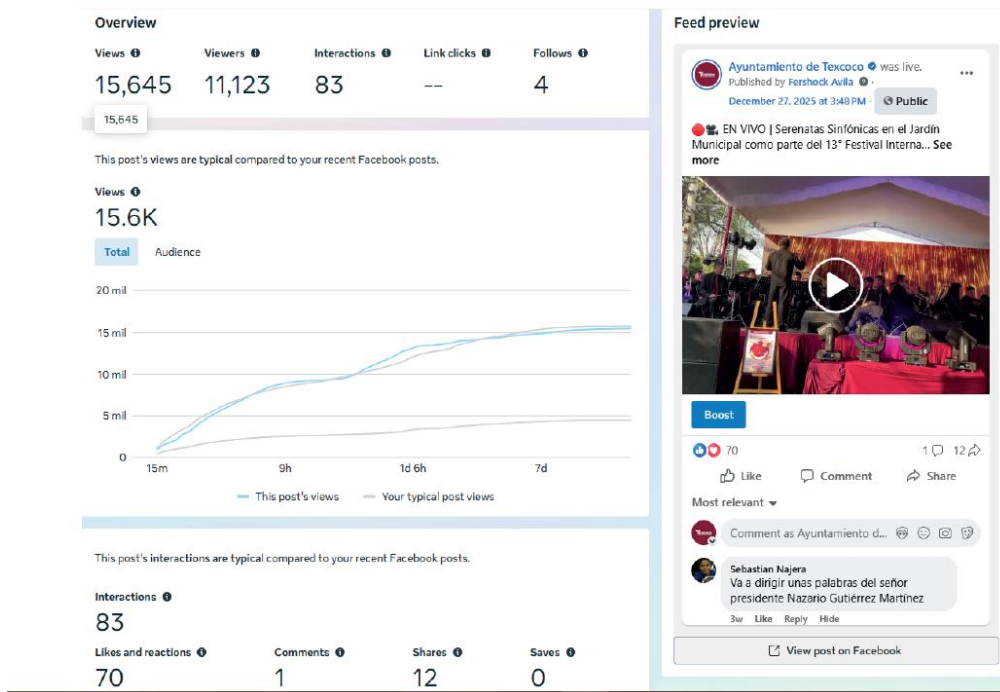 Overview
Views Viewers Interactions Link clicks Follows
15,645 11,123 83 -- 4
15,645
This post's views are typical compared to your recent Facebook posts.
Views
15.6K
Total Audience
20 mil
15 mil
10 mil
5 mil
0
15m 9h 1d 6h 7d
This post's views Your typical post views
This post's interactions are typical compared to your recent Facebook posts.
Interactions
83
Likes and reactions Comments Shares Saves
70 1 12 0
Feed preview
Ayuntamiento de Texcoco was live.
Published by Fershock Avila
December 27, 2025 at 3:48 PM · Public
EN VIVO | Serenatas Sinfónicas en el Jardín
Municipal como parte del 13° Festival Interna... See
more
Boost
70 1 12
Like Comment Share
Most relevant
Comment as Ayuntamiento d...
Sebastian Najera
Va a dirigir unas palabras del señor
presidente Nazario Gutiérrez Martínez
3w Like Reply Hide
View post on Facebook